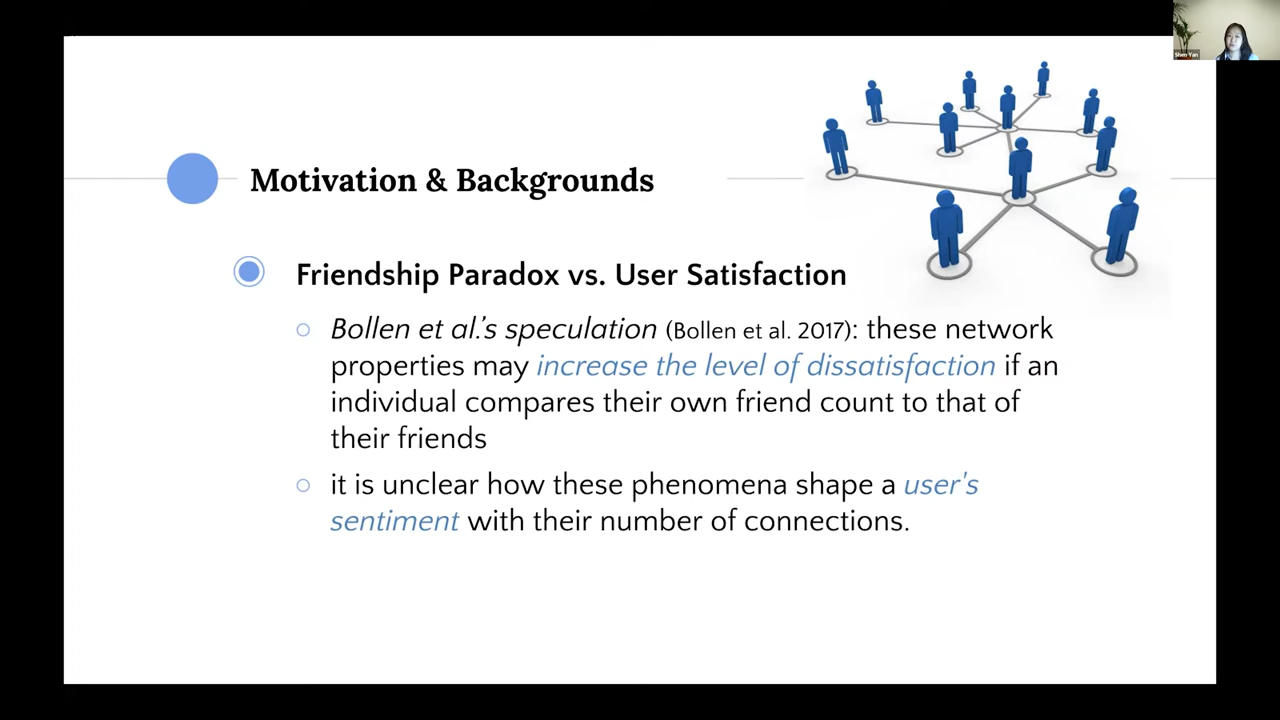 Shen Yan
Motivation & Backgrounds
Friendship Paradox vs. User Satisfaction
Bollen et al.'s speculation (Bollen et al. 2017): these network
properties may increase the level of dissatisfaction if an
individual compares their own friend count to that of
their friends
it is unclear how these phenomena shape a user's
sentiment with their number of connections.